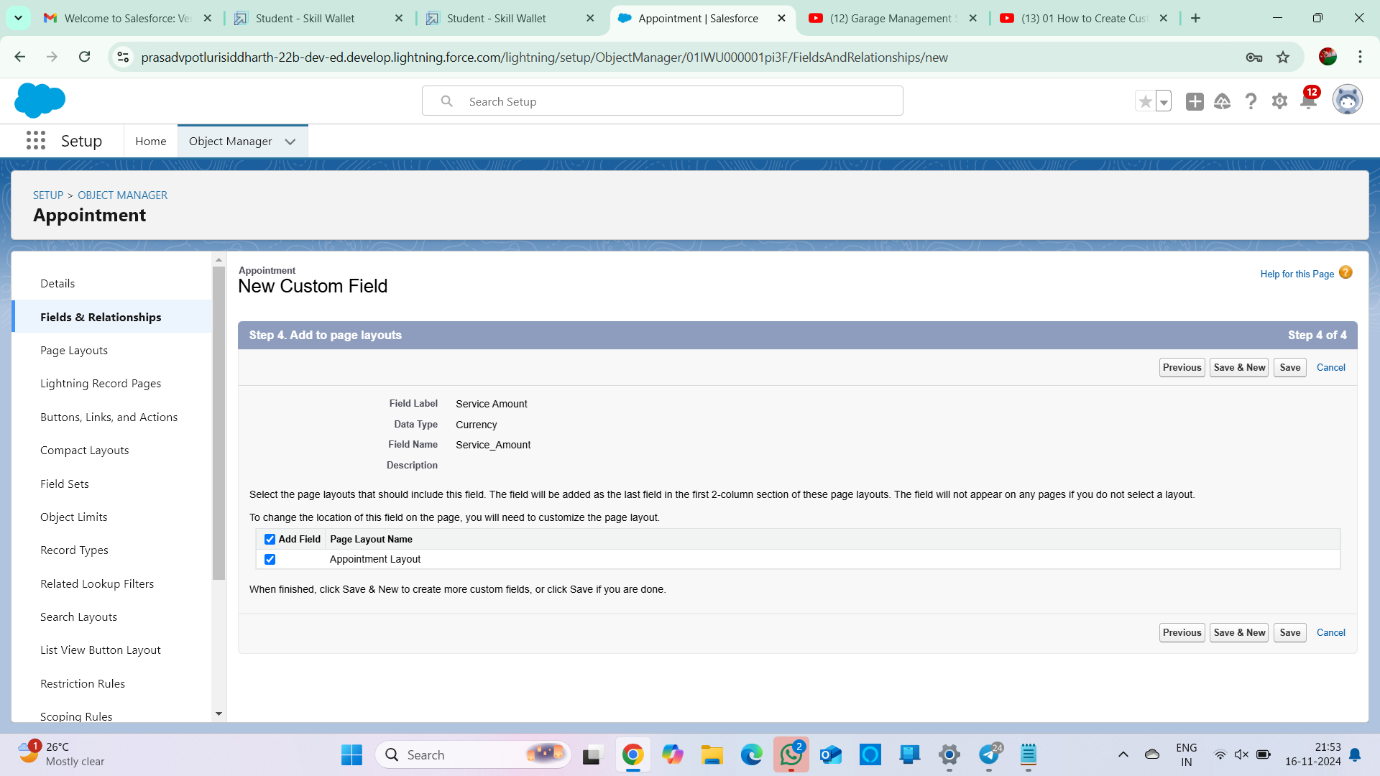 Welcome to Salesforce: Ve
Student - Skill Wallet
Student - Skill Wallet
Appointment | Salesforce
(12) Garage Management S
(13) 01 How to Create Cus
prasadvpotlurisiddharth-22b-dev-ed.develop.lightning.force.com/lightning/setup/ObjectManager/01IWU000001pi3F/FieldsAndRelationships/new
Search Setup
12
Setup
Home
Object Manager
SETUP > OBJECT MANAGER
Appointment
Details
Fields & Relationships
Page Layouts
Lightning Record Pages
Buttons, Links, and Actions
Compact Layouts
Field Sets
Object Limits
Record Types
Related Lookup Filters
Search Layouts
List View Button Layout
Restriction Rules
Scoping Rules
Appointment
New Custom Field
Help for this Page
Step 4. Add to page layouts
Step 4 of 4
Previous
Save & New
Save
Cancel
Field Label Service Amount
Data Type Currency
Field Name Service_Amount
Description
Select the page layouts that should include this field. The field will be added as the last field in the first 2-column section of these page layouts. The field will not appear on any pages if you do not select a layout.
To change the location of this field on the page, you will need to customize the page layout.
Add Field Page Layout Name
Appointment Layout
When finished, click Save & New to create more custom fields, or click Save if you are done.
Previous
Save & New
Save
Cancel
1
26°C
Mostly clear
Search
2
24
ENG
IN
21:53
16-11-2024